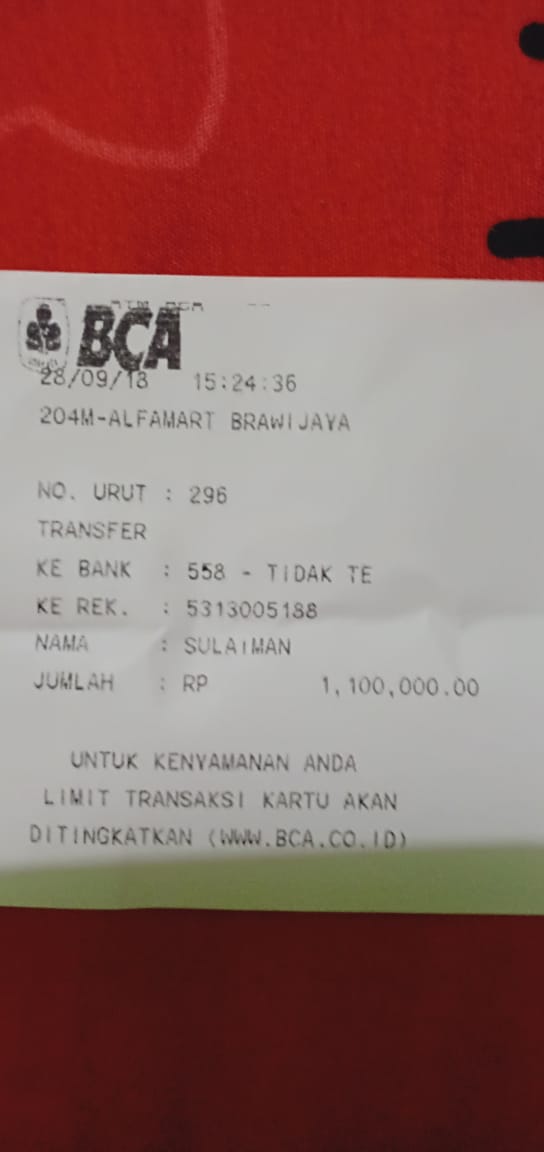 BCA
28/09/18 15:24:36
204M-ALFAMART BRAWIJAYA
NO. URUT : 296
TRANSFER
KE BANK : 558 - TIDAK TE
KE REK. : 5313005188
NAMA : SULAIMAN
JUMLAH : RP 1,100,000.00
UNTUK KENYAMANAN ANDA
LIMIT TRANSAKSI KARTU AKAN
DITINGKATKAN (WWW.BCA.CO.ID)